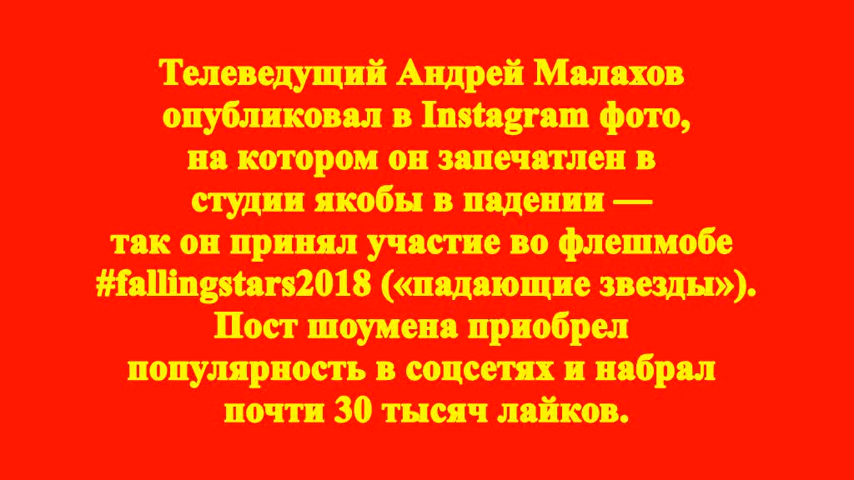 Телеведущий Андрей Малахов
опубликовал в Instagram фото,
на котором он запечатлен в
студии якобы в падении —
так он принял участие во флешмобе
#fallingstars2018 («падающие звезды»).
Пост шоумена приобрел
популярность в соцсетях и набрал
почти 30 тысяч лайков.